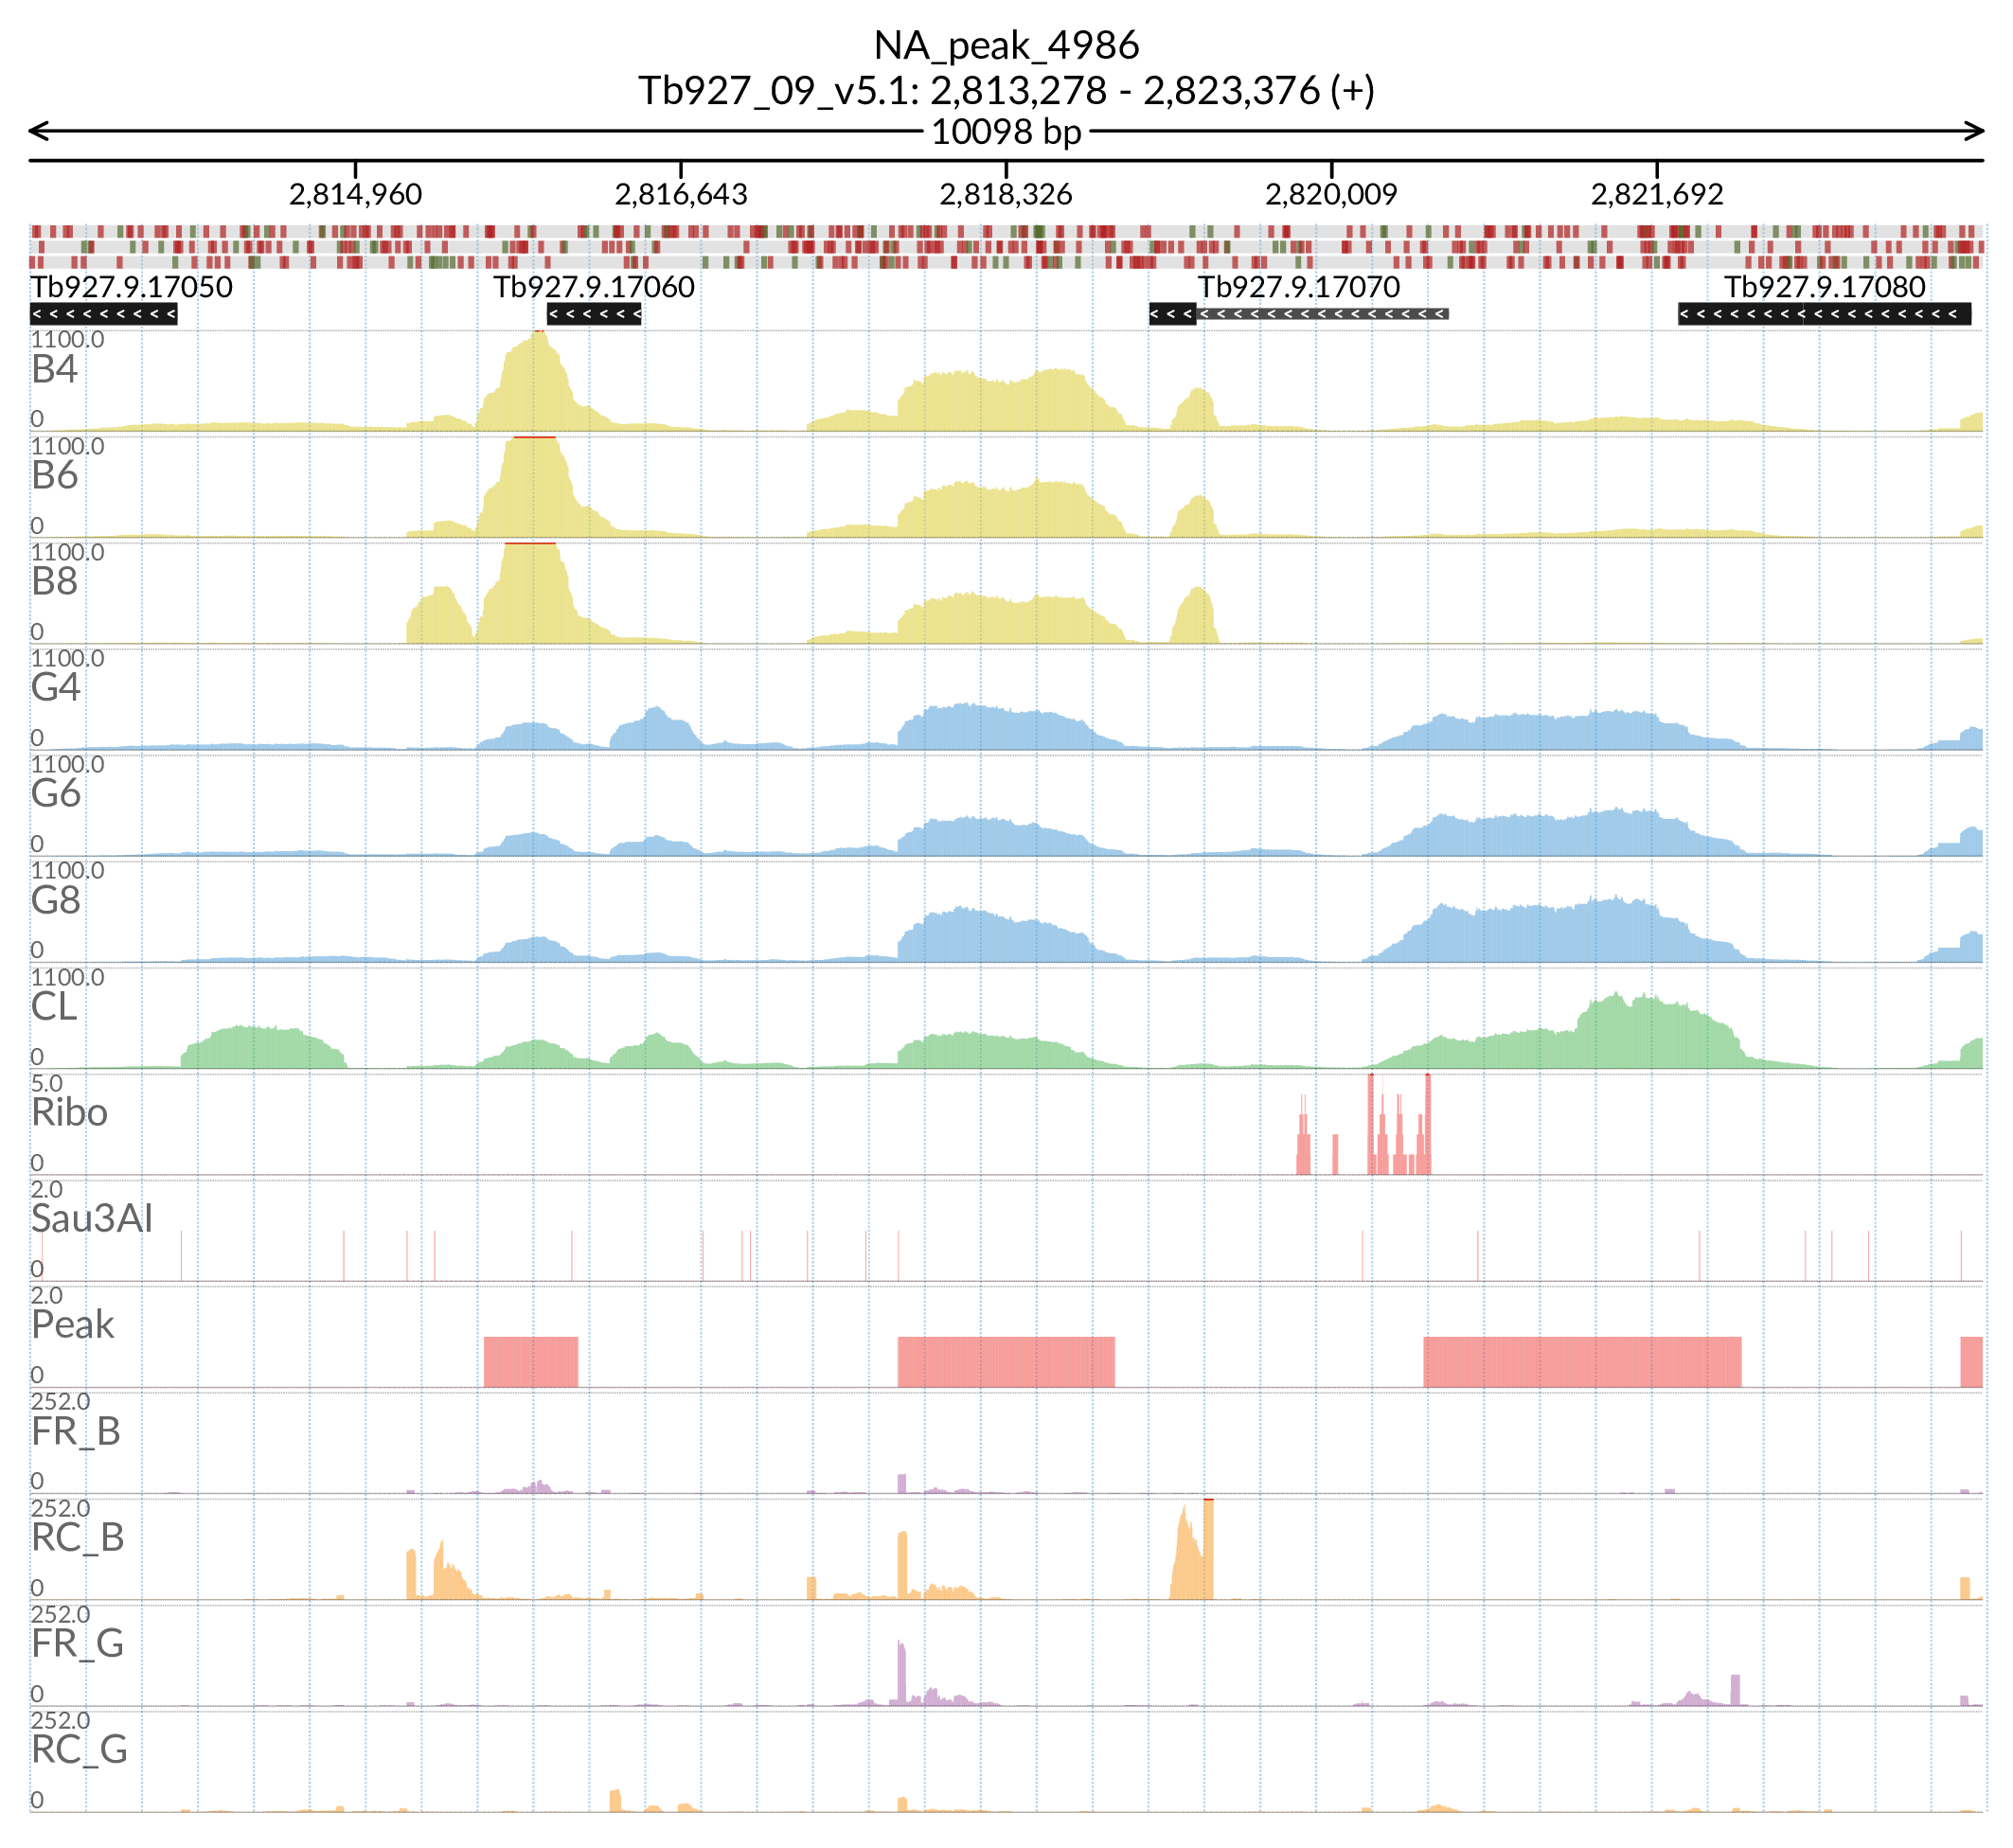 NA_peak_4986
Tb927_09_v5.1: 2,813,278 - 2,823,376 (+)
10098 bp
2,814,960 2,816,643 2,818,326 2,820,009 2,821,692
Tb927.9.17050 Tb927.9.17060 Tb927.9.17070 Tb927.9.17080
1100.0
B4
0
1100.0
B6
0
1100.0
B8
0
1100.0
G4
0
1100.0
G6
0
1100.0
G8
0
1100.0
CL
0
5.0
Ribo
0
2.0
Sau3AI
0
2.0
Peak
0
252.0
FR_B
0
252.0
RC_B
0
252.0
FR_G
0
252.0
RC_G
0